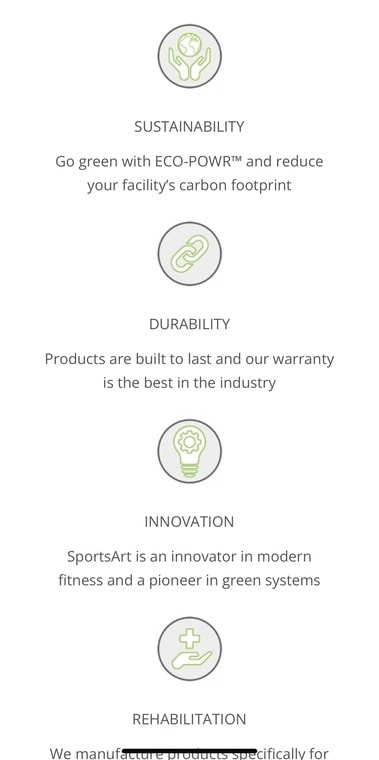 SUSTAINABILITY
Go green with ECO-POWR™ and reduce
your facility’s carbon footprint
DURABILITY
Products are built to last and our warranty
is the best in the industry
INNOVATION
SportsArt is an innovator in modern
fitness and a pioneer in green systems
REHABILITATION
We manufacture products specifically for